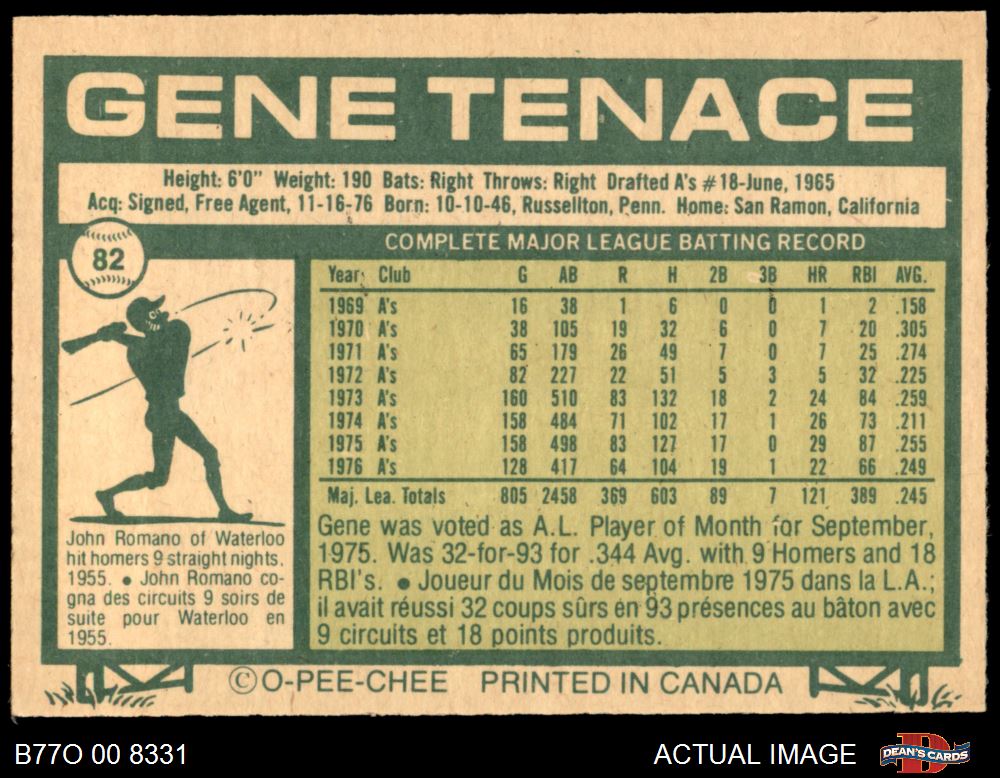 GENE TENACE
Height: 6'0" Weight: 190 Bats: Right Throws: Right Drafted A's #18-June, 1965
Acq: Signed, Free Agent, 11-16-76 Born: 10-10-46, Russellton, Penn. Home: San Ramon, California
82
COMPLETE MAJOR LEAGUE BATTING RECORD
Year Club G AB R H 2B 3B HR RBI AVG.
1969 A's 16 38 1 6 0 0 1 2 .158
1970 A's 38 105 19 32 6 0 7 20 .305
1971 A's 65 179 26 49 7 0 7 25 .274
1972 A's 82 227 22 51 5 3 5 32 .225
1973 A's 160 510 83 132 18 2 24 84 .259
1974 A's 158 484 71 102 17 1 26 73 .211
1975 A's 158 498 83 127 17 0 29 87 .255
1976 A's 128 417 64 104 19 1 22 66 .249
Maj. Lea. Totals 805 2458 369 603 89 7 121 389 .245
John Romano of Waterloo
hit homers 9 straight nights,
1955. ● John Romano co-
gna des circuits 9 soirs de
suite pour Waterloo en
1955.
Gene was voted as A.L. Player of Month for September,
1975. Was 32-for-93 for .344 Avg. with 9 Homers and 18
RBI's. ● Joueur du Mois de septembre 1975 dans la L.A.;
il avait réussi 32 coups sûrs en 93 présences au bâton avec
9 circuits et 18 points produits.
© O-PEE-CHEE PRINTED IN CANADA
B77O 00 8331
ACTUAL IMAGE
DEAN'S CARDS